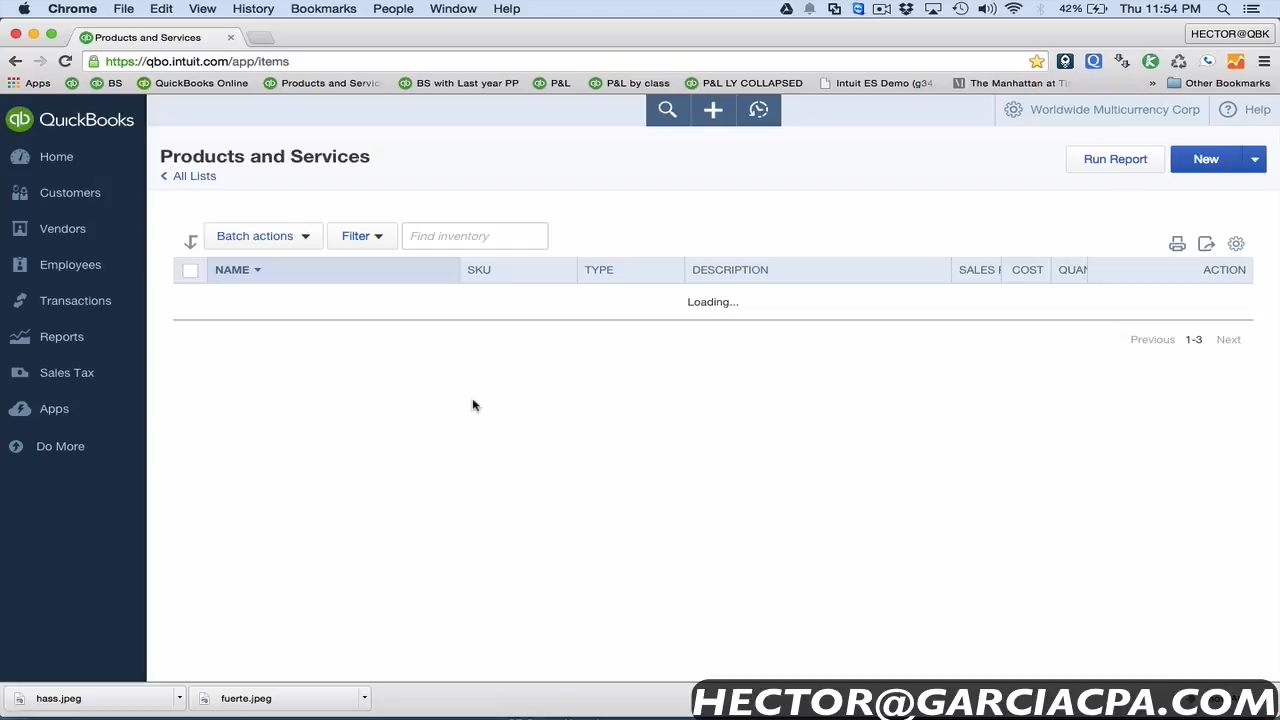 Chrome File Edit View History Bookmarks People Window Help 42% Thu 11:54 PM
Products and Services HECTOR@QBK
https://qbo.intuit.com/app/items
Apps BS QuickBooks Online Products and Servic BS with Last year PP P&L P&L by class P&L LY COLLAPSED Intuit ES Demo (g34 The Manhattan at Tim » Other Bookmarks
qb QuickBooks Worldwide Multicurrency Corp Help
Home
Customers
Vendors
Employees
Transactions
Reports
Sales Tax
Apps
Do More
Products and Services
All Lists
Run Report New
Batch actions Filter Find inventory
NAME SKU TYPE DESCRIPTION SALES COST QUAN ACTION
Loading...
Previous 1-3 Next
hass.jpeg fuerte.jpeg
HECTOR@GARCIACPA.COM